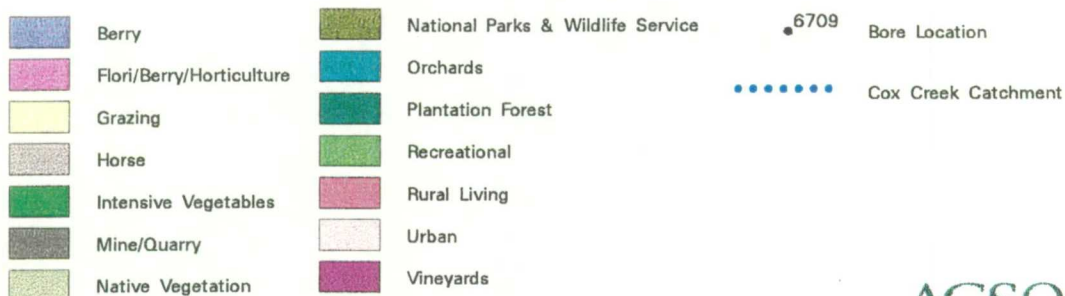 Berry
Flori/Berry/Horticulture
Grazing
Horse
Intensive Vegetables
Mine/Quarry
Native Vegetation
National Parks & Wildlife Service
Orchards
Plantation Forest
Recreational
Rural Living
Urban
Vineyards
6709 Bore Location
Cox Creek Catchment
AGSO